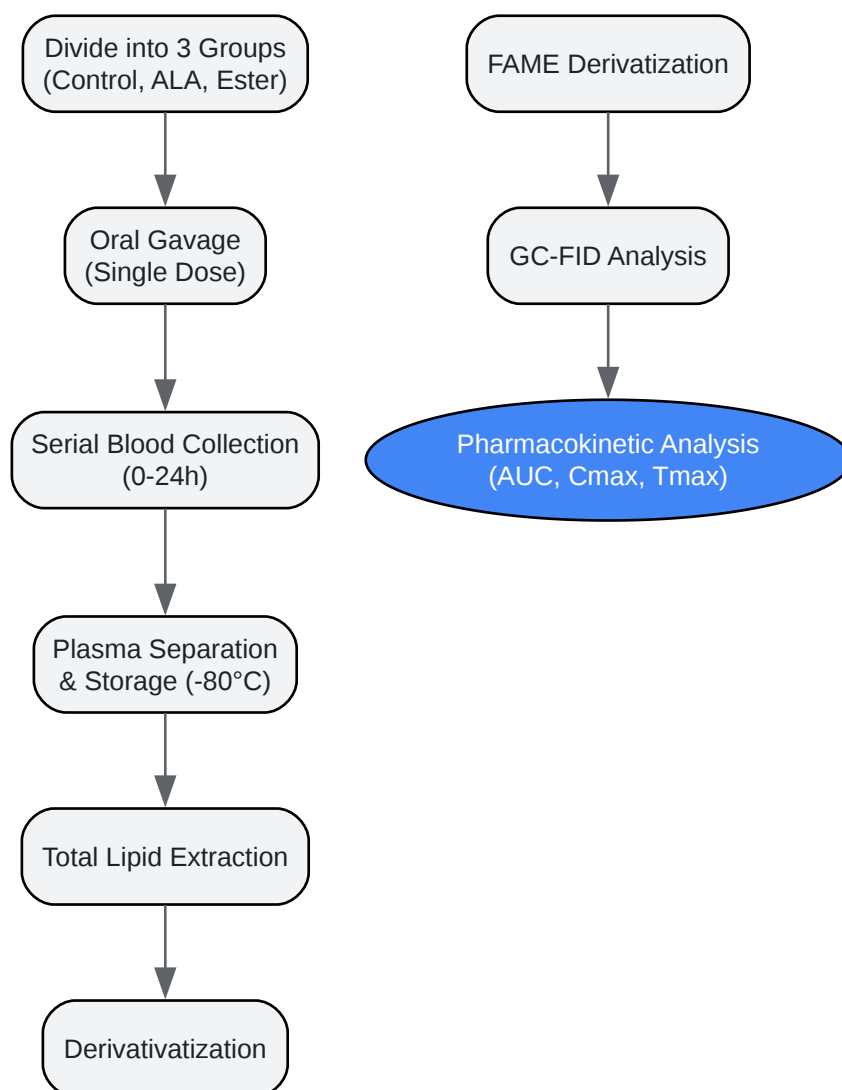 Divide into 3 Groups
(Control, ALA, Ester)
Oral Gavage
(Single Dose)
Serial Blood Collection
(0-24h)
Plasma Separation
& Storage (-80°C)
Total Lipid Extraction
Derivativatization
FAME Derivatization
GC-FID Analysis
Pharmacokinetic Analysis
(AUC, Cmax, Tmax)